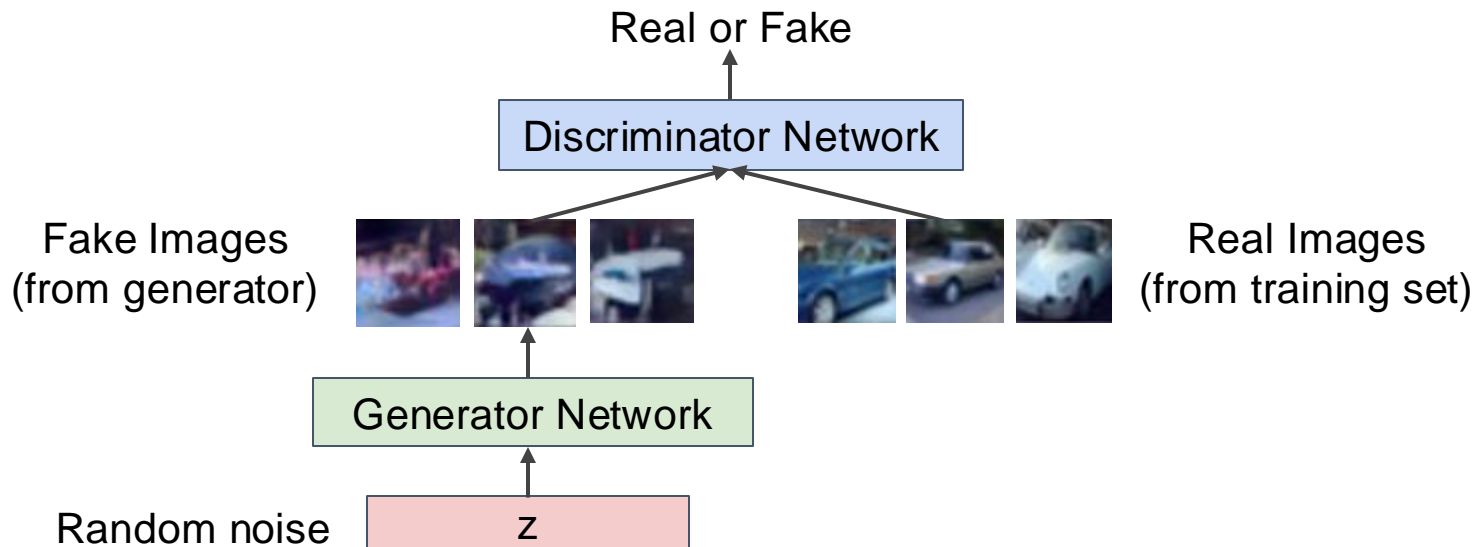 Real or Fake
Discriminator Network
Fake Images
(from generator)
Real Images
(from training set)
Generator Network
Random noise
z